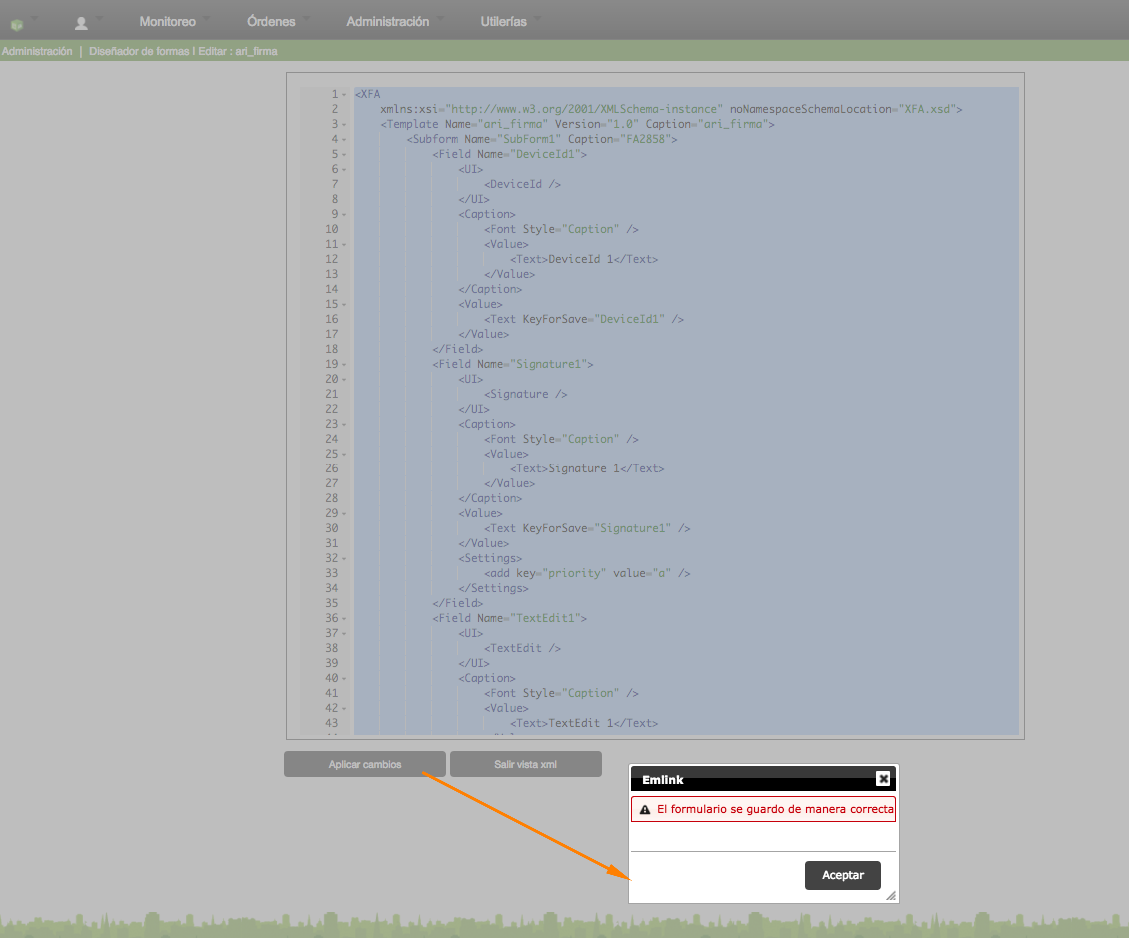 Monitoreo Órdenes Administración Utilerías
Administración | Diseñador de formas | Editar : ari_firma
1 <XFA
2 xmlns:xsi="http://www.w3.org/2001/XMLSchema-instance" noNamespaceSchemaLocation="XFA.xsd">
3 <Template Name="ari_firma" Version="1.0" Caption="ari_firma">
4 <Subform Name="SubForm1" Caption="FA2858">
5 <Field Name="DeviceId1">
6 <UI>
7 <DeviceId />
8 </UI>
9 <Caption>
10 <Font Style="Caption" />
11 <Value>
12 <Text>DeviceId 1</Text>
13 </Value>
14 </Caption>
15 <Value>
16 <Text KeyForSave="DeviceId1" />
17 </Value>
18 </Field>
19 <Field Name="Signature1">
20 <UI>
21 <Signature />
22 </UI>
23 <Caption>
24 <Font Style="Caption" />
25 <Value>
26 <Text>Signature 1</Text>
27 </Value>
28 </Caption>
29 <Value>
30 <Text KeyForSave="Signature1" />
31 </Value>
32 <Settings>
33 <add key="priority" value="a" />
34 </Settings>
35 </Field>
36 <Field Name="TextEdit1">
37 <UI>
38 <TextEdit />
39 </UI>
40 <Caption>
41 <Font Style="Caption" />
42 <Value>
43 <Text>TextEdit 1</Text>
Aplicar cambios Salir vista xml
Emlink
El formulario se guardo de manera correcta
Aceptar